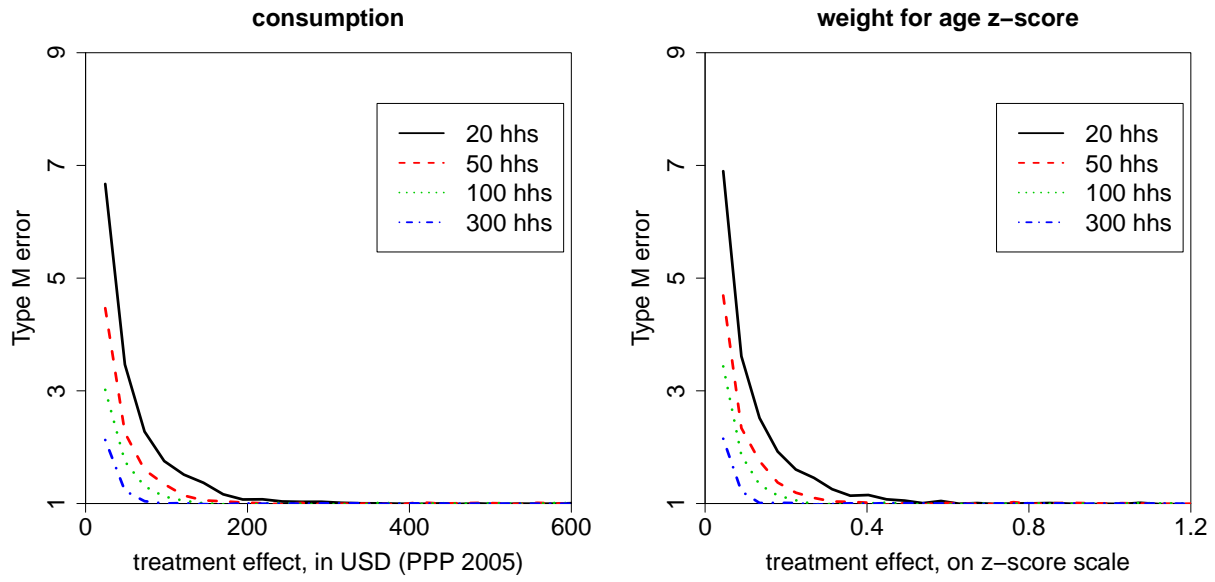 consumption
9
7
5
3
1
Type M error
20 hhs
50 hhs
100 hhs
300 hhs
0
200
400
600
treatment effect, in USD (PPP 2005)
weight for age z−score
9
7
5
3
1
Type M error
20 hhs
50 hhs
100 hhs
300 hhs
0
0.4
0.8
1.2
treatment effect, on z−score scale